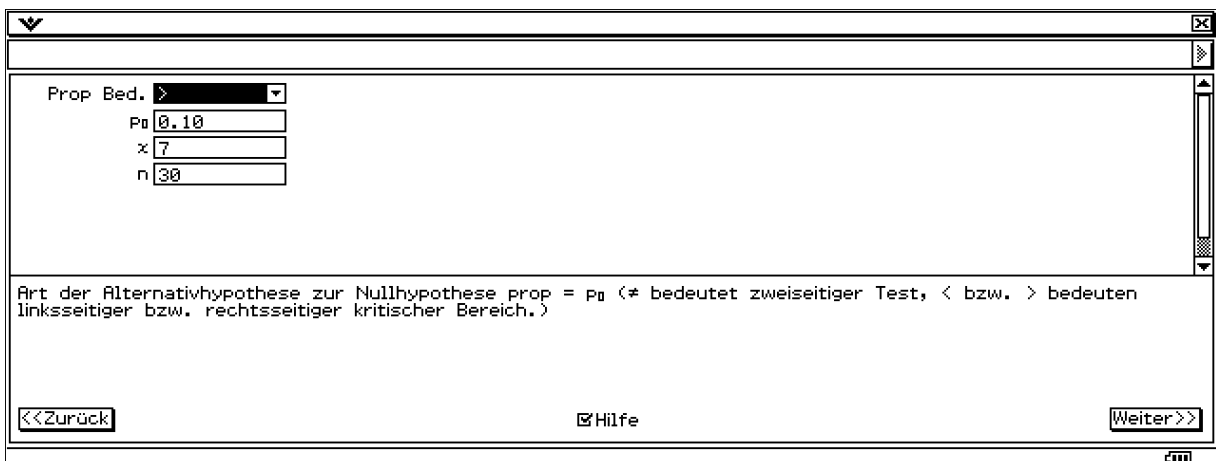 Prop Bed. >
p₀ 0.10
x 7
n 30
Art der Alternativhypothese zur Nullhypothese prop = p₀ (≠ bedeutet zweiseitiger Test, < bzw. > bedeuten
linksseitiger bzw. rechtsseitiger kritischer Bereich.)
<<Zurück Hilfe Weiter>>